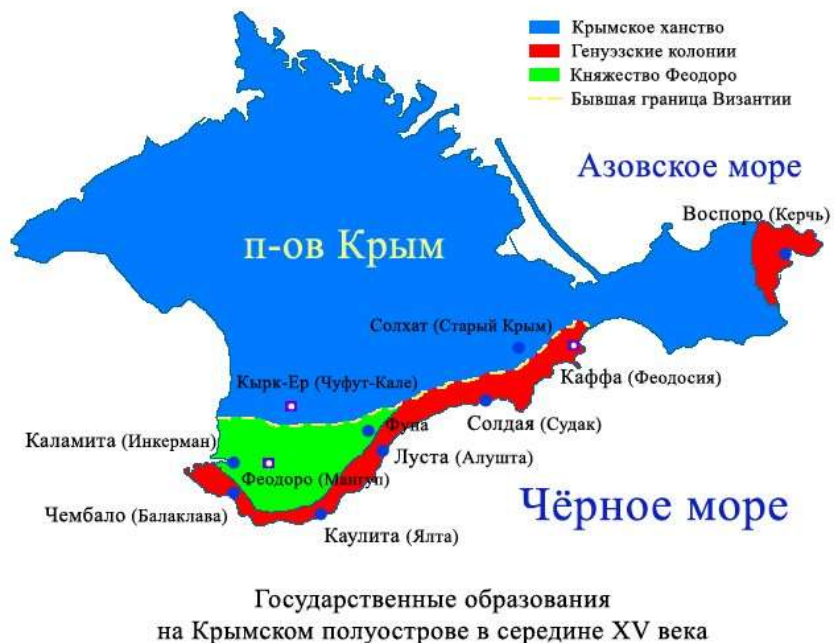 Крымское ханство
Генуэзские колонии
Княжество Феодоро
Бывшая граница Византии
Азовское море
Воспоро (Керчь)
п-ов Крым
Солхат (Старый Крым)
Каффа (Феодосия)
Кырк-Ер (Чуфут-Кале)
Солдая (Судак)
Фуна
Каламита (Инкерман)
Луста (Алушта)
Феодоро (Мангуп)
Чембало (Балаклава)
Чёрное море
Каулита (Ялта)
Государственные образования
на Крымском полуострове в середине XV века